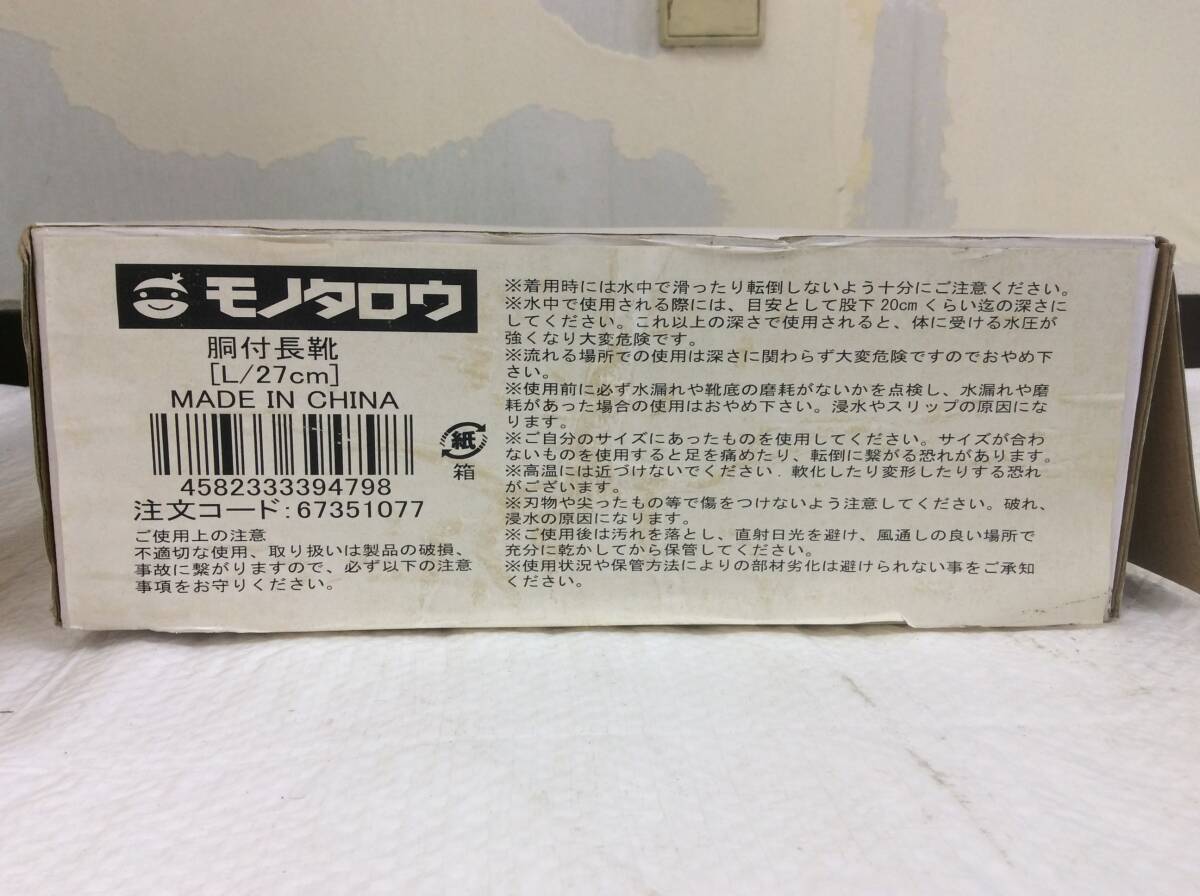 モノタロウ
胴付長靴
[L/27cm]
MADE IN CHINA
4582333394798
紙
箱
注文コード:67351077
ご使用上の注意
不適切な使用、取り扱いは製品の破損、
事故に繋がりますので、必ず以下の注意
事項をお守りください。
※着用時には水中で滑ったり転倒しないよう十分にご注意ください。
※水中で使用される際には、目安として股下20cmくらい迄の深さに
してください。これ以上の深さで使用されると、体に受ける水圧が
強くなり大変危険です。
※流れる場所での使用は深さに関わらず大変危険ですのでおやめ下
さい。
※使用前に必ず水漏れや靴底の磨耗がないかを点検し、水漏れや磨
耗があった場合の使用はおやめ下さい。浸水やスリップの原因にな
ります。
※ご自分のサイズにあったものを使用してください。サイズが合わ
ないものを使用すると足を痛めたり、転倒に繋がる恐れがあります。
※高温には近づけないでください.軟化したり変形したりする恐れ
がございます。
※刃物や尖ったもの等で傷をつけないよう注意してください。破れ、
浸水の原因になります。
※ご使用後は汚れを落とし、直射日光を避け、風通しの良い場所で
充分に乾かしてから保管してください。
※使用状況や保管方法によりの部材劣化は避けられない事をご承知
ください。